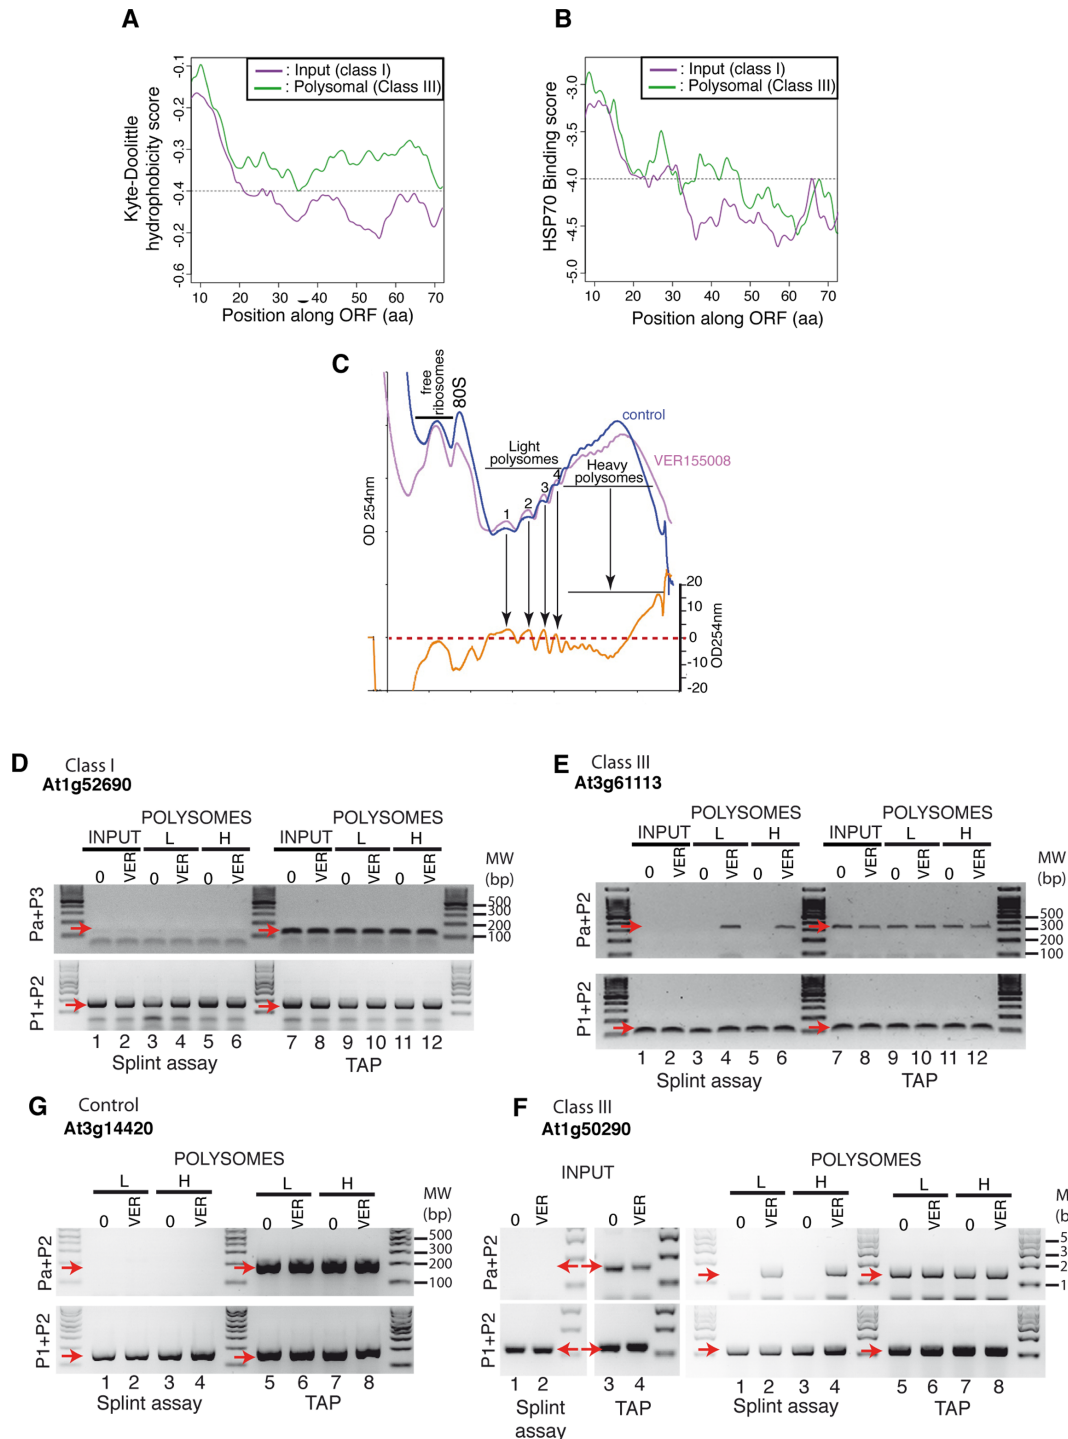 A
Kyte-Doolittle
hydrophobicity score
: Input (class I)
: Polysomal (Class III)
-0.1
-0.2
-0.3
-0.4
-0.2
-0.6
10 20 30 40 50 60 70
Position along ORF (aa)
B
HSP70 Binding score
: Input (class I)
: Polysomal (Class III)
-3.0
-3.5
-4.0
-4.5
-5.0
10 20 30 40 50 60 70
Position along ORF (aa)
C
free
ribosomes
80S
control
VER155008
Light
polysomes
Heavy
polysomes
1 2 3 4
OD 254nm
20
10
0
-10
-20
OD254nm
D
Class I
At1g52690
POLYSOMES
INPUT L H INPUT L H
POLYSOMES
0 VER 0 VER 0 VER 0 VER 0 VER 0 VER
MW
(bp)
Pa+P3
500
300
200
100
P1+P2
1 2 3 4 5 6 7 8 9 10 11 12
Splint assay TAP
E
Class III
At3g61113
POLYSOMES POLYSOMES
INPUT L H INPUT L H
0 VER 0 VER 0 VER 0 VER 0 VER 0 VER
MW
(bp)
Pa+P2
500
300
200
100
P1+P2
1 2 3 4 5 6 7 8 9 10 11 12
Splint assay TAP
G
Control
At3g14420
POLYSOMES
L H L H
0 VER 0 VER 0 VER 0 VER
MW
(bp)
Pa+P2
500
300
200
100
P1+P2
1 2 3 4 5 6 7 8
Splint assay TAP
F
Class III
At1g50290
INPUT
0 VER 0 VER
Pa+P2
P1+P2
1 2 3 4
Splint
assay
TAP
POLYSOMES
L H L H
0 VER 0 VER 0 VER 0 VER
1 2 3 4 5 6 7 8
Splint assay TAP